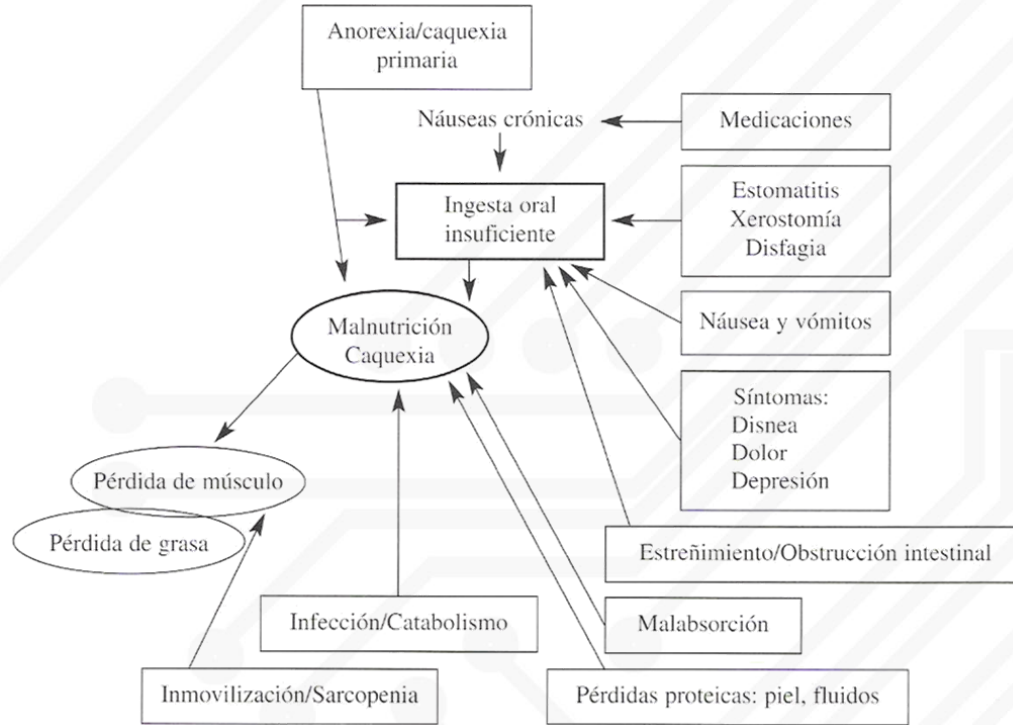 Anorexia/caquexia
primaria
Náuseas crónicas
Medicaciones
Ingesta oral
insuficiente
Estomatitis
Xerostomía
Disfagia
Malnutrición
Caquexia
Náusea y vómitos
Síntomas:
Disnea
Dolor
Depresión
Pérdida de músculo
Pérdida de grasa
Estreñimiento/Obstrucción intestinal
Infección/Catabolismo
Malabsorción
Inmovilización/Sarcopenia
Pérdidas proteicas: piel, fluidos